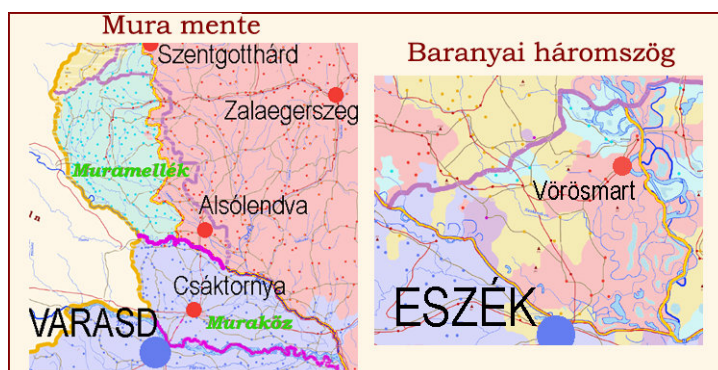 Mura mente
Szentgotthárd
Zalaegerszeg
Muramellék
Alsólendva
Csáktornya
Muraköz
VARASD
Baranyai háromszög
Vörösmart
ESZÉK